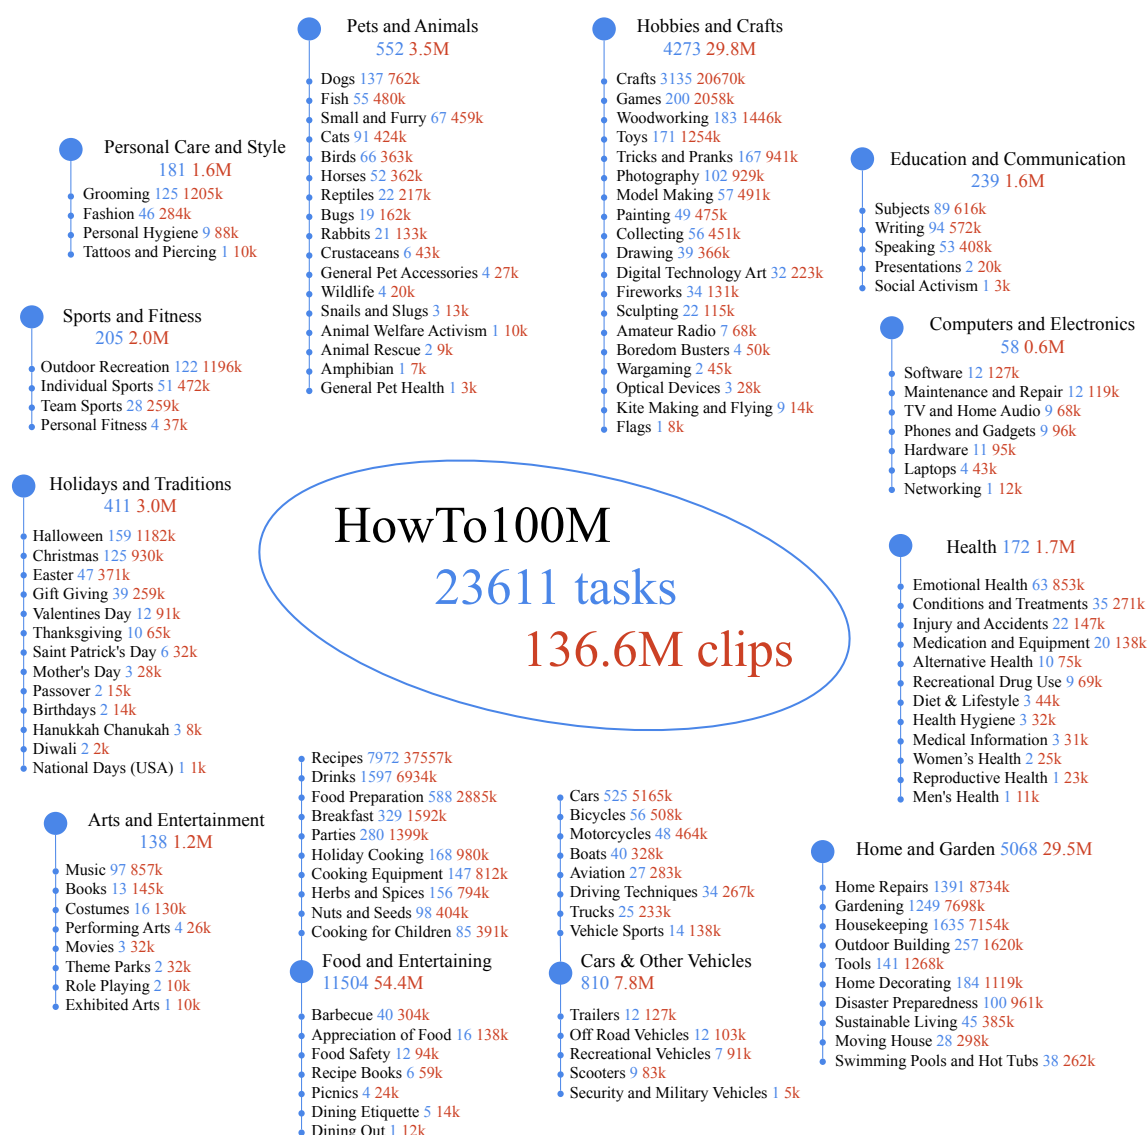 Pets and Animals
552 3.5M
Dogs 137 762k
Fish 55 480k
Small and Furry 67 459k
Cats 91 424k
Birds 66 363k
Horses 52 362k
Reptiles 22 217k
Bugs 19 162k
Rabbits 21 133k
Crustaceans 6 43k
General Pet Accessories 4 27k
Wildlife 4 20k
Snails and Slugs 3 13k
Animal Welfare Activism 1 10k
Animal Rescue 2 9k
Amphibian 1 7k
General Pet Health 1 3k
Hobbies and Crafts
4273 29.8M
Crafts 3135 20670k
Games 200 2058k
Woodworking 183 1446k
Toys 171 1254k
Tricks and Pranks 167 941k
Photography 102 929k
Model Making 57 491k
Painting 49 475k
Collecting 56 451k
Drawing 39 366k
Digital Technology Art 32 223k
Fireworks 34 131k
Sculpting 22 115k
Amateur Radio 7 68k
Boredom Busters 4 50k
Wargaming 2 45k
Optical Devices 3 28k
Kite Making and Flying 9 14k
Flags 1 8k
Personal Care and Style
181 1.6M
Grooming 125 1205k
Fashion 46 284k
Personal Hygiene 9 88k
Tattoos and Piercing 1 10k
Education and Communication
239 1.6M
Subjects 89 616k
Writing 94 572k
Speaking 53 408k
Presentations 2 20k
Social Activism 1 3k
Sports and Fitness
205 2.0M
Outdoor Recreation 122 1196k
Individual Sports 51 472k
Team Sports 28 259k
Personal Fitness 4 37k
Computers and Electronics
58 0.6M
Software 12 127k
Maintenance and Repair 12 119k
TV and Home Audio 9 68k
Phones and Gadgets 9 96k
Hardware 11 95k
Laptops 4 43k
Networking 1 12k
Holidays and Traditions
411 3.0M
Halloween 159 1182k
Christmas 125 930k
Easter 47 371k
Gift Giving 39 259k
Valentines Day 12 91k
Thanksgiving 10 65k
Saint Patrick's Day 6 32k
Mother's Day 3 28k
Passover 2 15k
Birthdays 2 14k
Hanukkah Chanukah 3 8k
Diwali 2 2k
National Days (USA) 1 1k
HowTo100M
23611 tasks
136.6M clips
Health 172 1.7M
Emotional Health 63 853k
Conditions and Treatments 35 271k
Injury and Accidents 22 147k
Medication and Equipment 20 138k
Alternative Health 10 75k
Recreational Drug Use 9 69k
Diet & Lifestyle 3 44k
Health Hygiene 3 32k
Medical Information 3 31k
Women’s Health 2 25k
Reproductive Health 1 23k
Men's Health 1 11k
Arts and Entertainment
138 1.2M
Music 97 857k
Books 13 145k
Costumes 16 130k
Performing Arts 4 26k
Movies 3 32k
Theme Parks 2 32k
Role Playing 2 10k
Exhibited Arts 1 10k
Recipes 7972 37557k
Drinks 1597 6934k
Food Preparation 588 2885k
Breakfast 329 1592k
Parties 280 1399k
Holiday Cooking 168 980k
Cooking Equipment 147 812k
Herbs and Spices 156 794k
Nuts and Seeds 98 404k
Cooking for Children 85 391k
Food and Entertaining
11504 54.4M
Barbecue 40 304k
Appreciation of Food 16 138k
Food Safety 12 94k
Recipe Books 6 59k
Picnics 4 24k
Dining Etiquette 5 14k
Dining Out 1 12k
Cars 525 5165k
Bicycles 56 508k
Motorcycles 48 464k
Boats 40 328k
Aviation 27 283k
Driving Techniques 34 267k
Trucks 25 233k
Vehicle Sports 14 138k
Cars & Other Vehicles
810 7.8M
Trailers 12 127k
Off Road Vehicles 12 103k
Recreational Vehicles 7 91k
Scooters 9 83k
Security and Military Vehicles 1 5k
Home and Garden 5068 29.5M
Home Repairs 1391 8734k
Gardening 1249 7698k
Housekeeping 1635 7154k
Outdoor Building 257 1620k
Tools 141 1268k
Home Decorating 184 1119k
Disaster Preparedness 100 961k
Sustainable Living 45 385k
Moving House 28 298k
Swimming Pools and Hot Tubs 38 262k